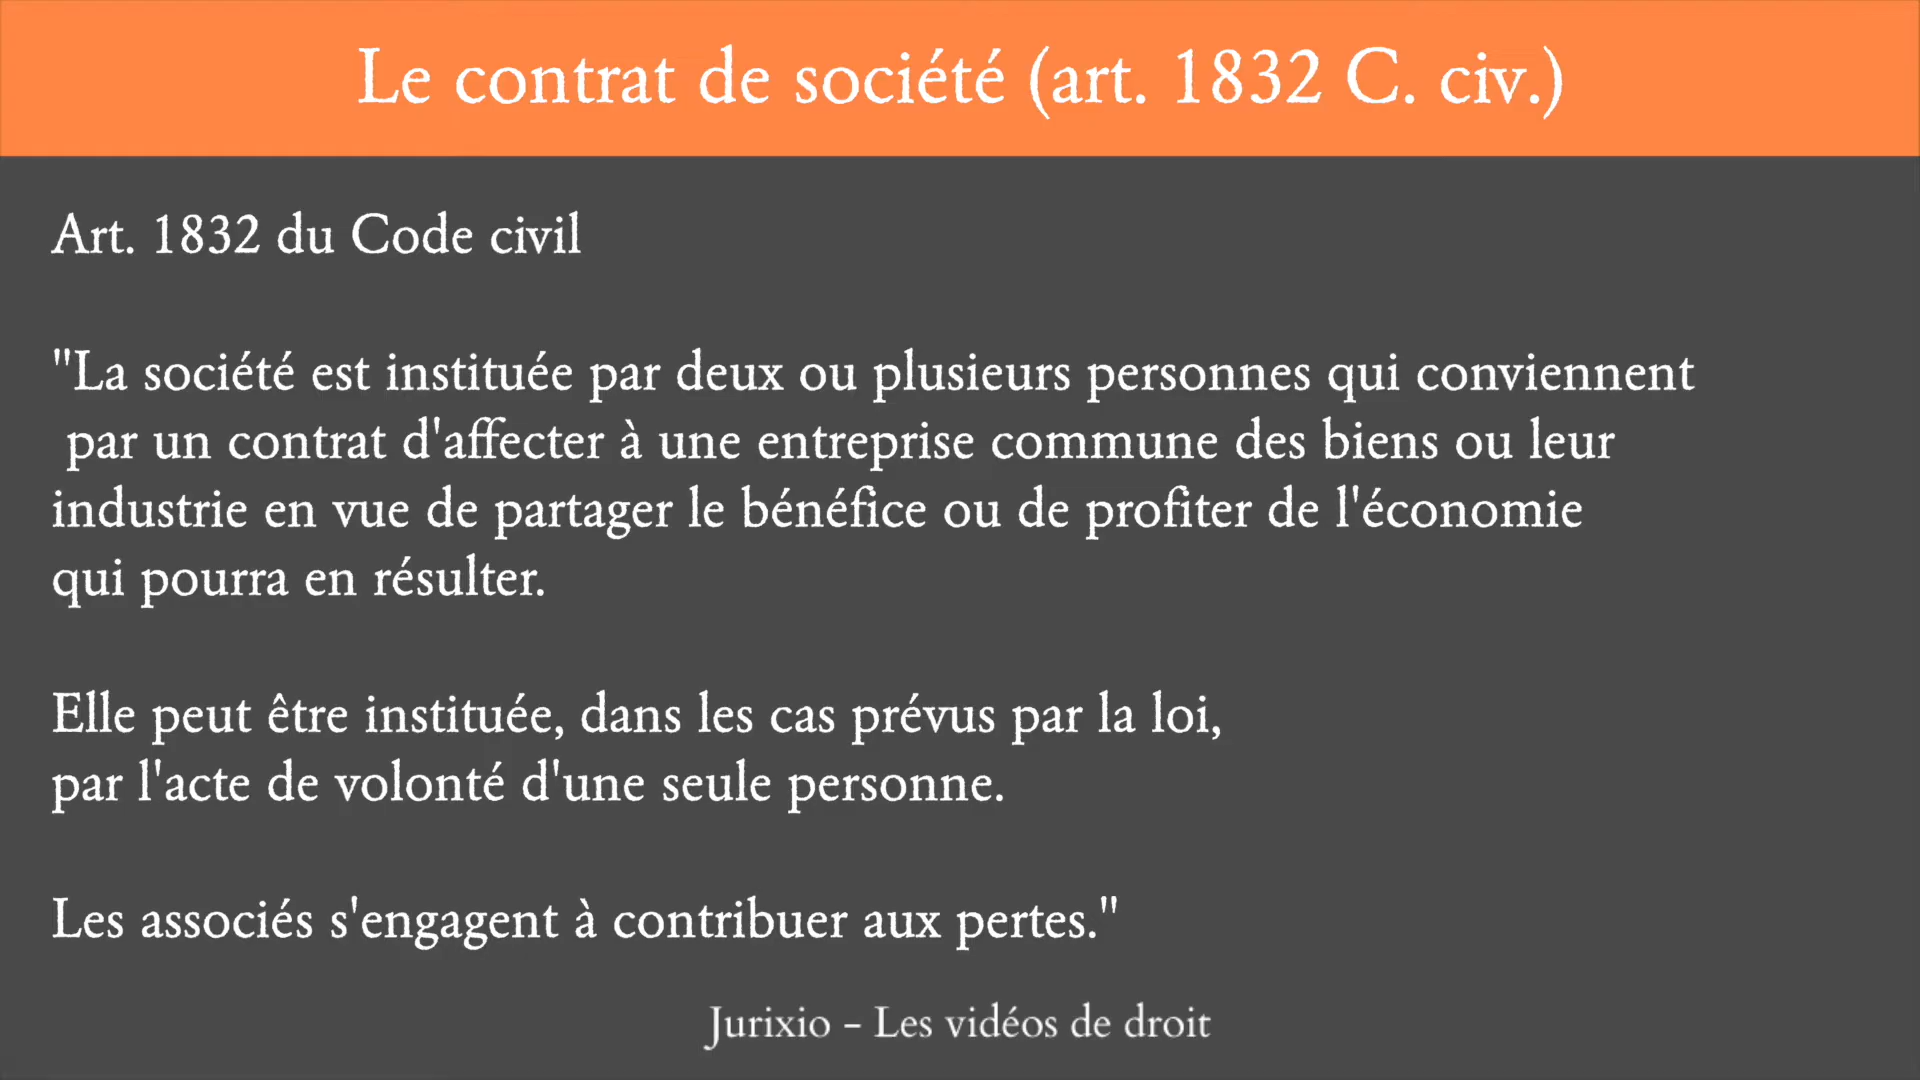 Le contrat de société (art. 1832 C. civ.)
Art. 1832 du Code civil
"La société est instituée par deux ou plusieurs personnes qui conviennent
par un contrat d'affecter à une entreprise commune des biens ou leur
industrie en vue de partager le bénéfice ou de profiter de l'économie
qui pourra en résulter.
Elle peut être instituée, dans les cas prévus par la loi,
par l'acte de volonté d'une seule personne.
Les associés s'engagent à contribuer aux pertes."
Jurixio - Les vidéos de droit